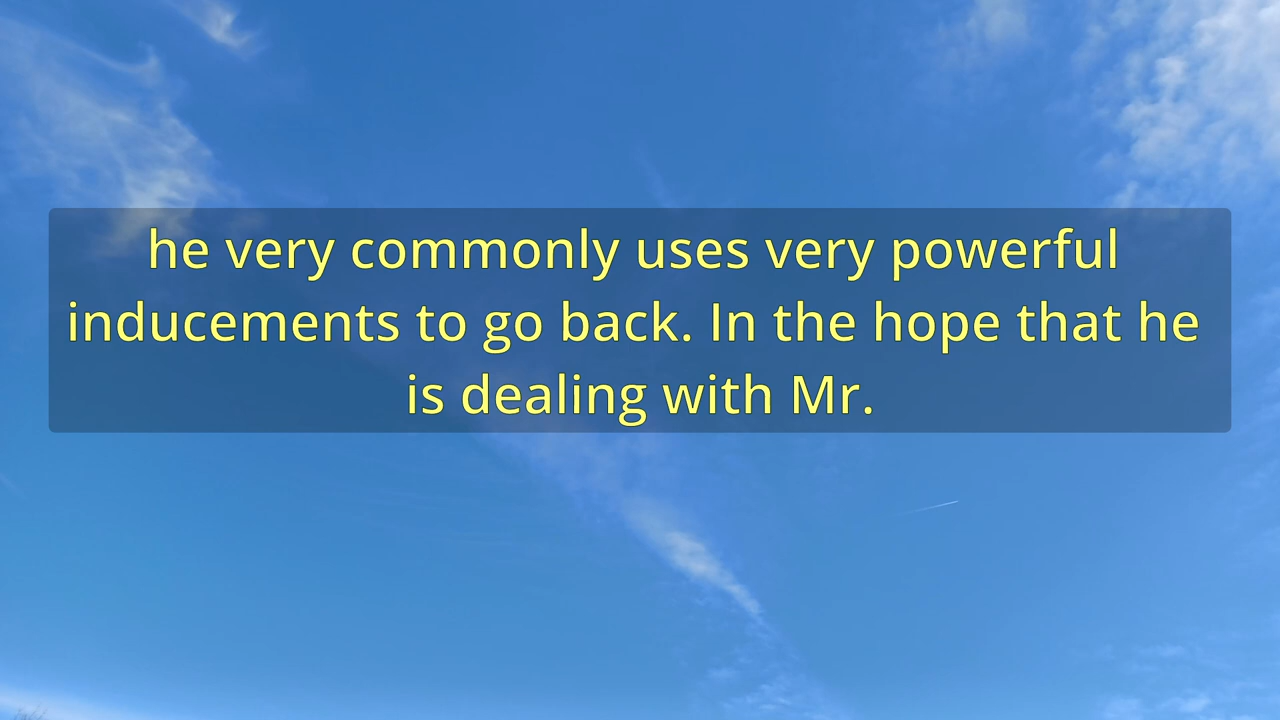 he very commonly uses very powerful
inducements to go back. In the hope that he
is dealing with Mr.